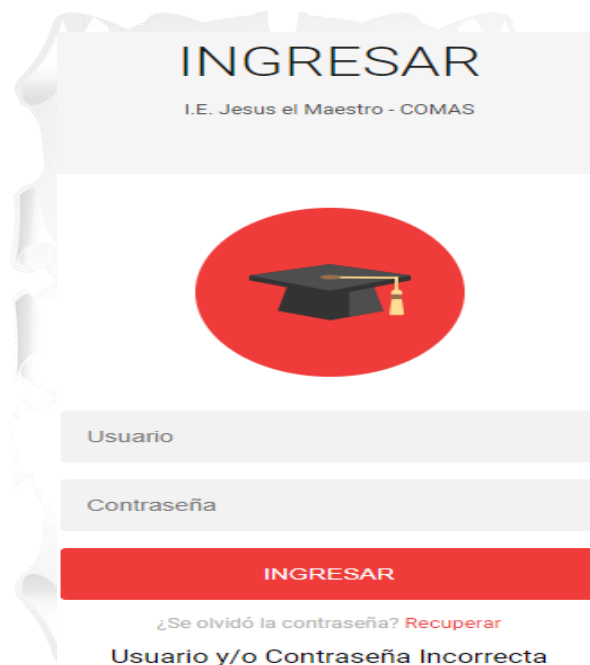 INGRESAR
I.E. Jesus el Maestro - COMAS
Usuario
Contraseña
INGRESAR
¿Se olvidó la contraseña? Recuperar
Usuario y/o Contraseña Incorrecta